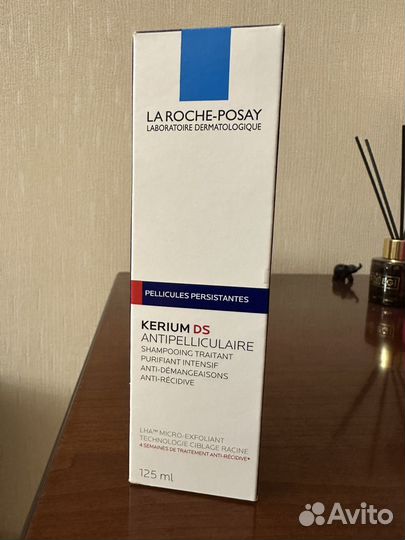 LA ROCHE-POSAY
LABORATOIRE DERMATOLOGIQUE
PELLICULES PERSISTANTES
KERIUM DS
ANTIPELLICULAIRE
SHAMPOOING TRAITANT
PURIFIANT INTENSIF
ANTI-DÉMANGEAISONS
ANTI-RÉCIDIVE
LHA™ MICRO-EXFOLIANT
TECHNOLOGIE CIBLAGE RACINE
4 SEMAINES DE TRAITEMENT ANTI-RÉCIDIVE*
125 ml
Avito